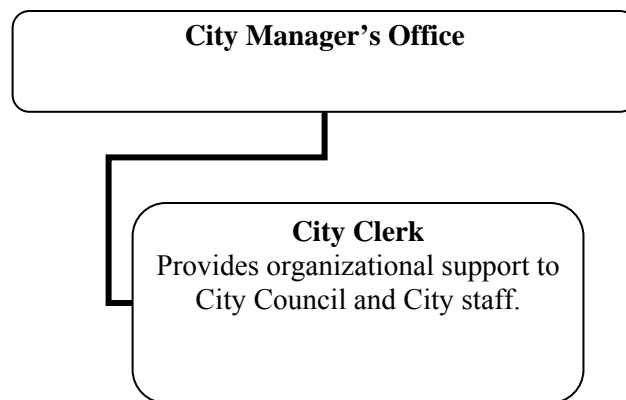 City Manager’s Office
City Clerk
Provides organizational support to
City Council and City staff.